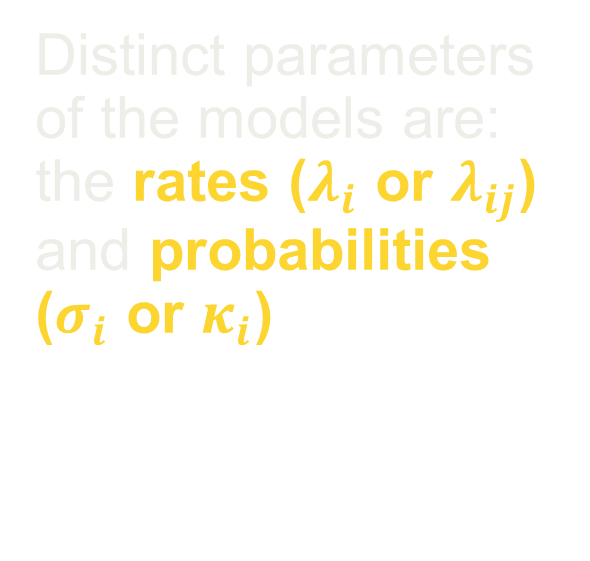 Distinct parameters
of the models are:
the rates (λᵢ or λᵢⱼ)
and probabilities
(σᵢ or κᵢ)